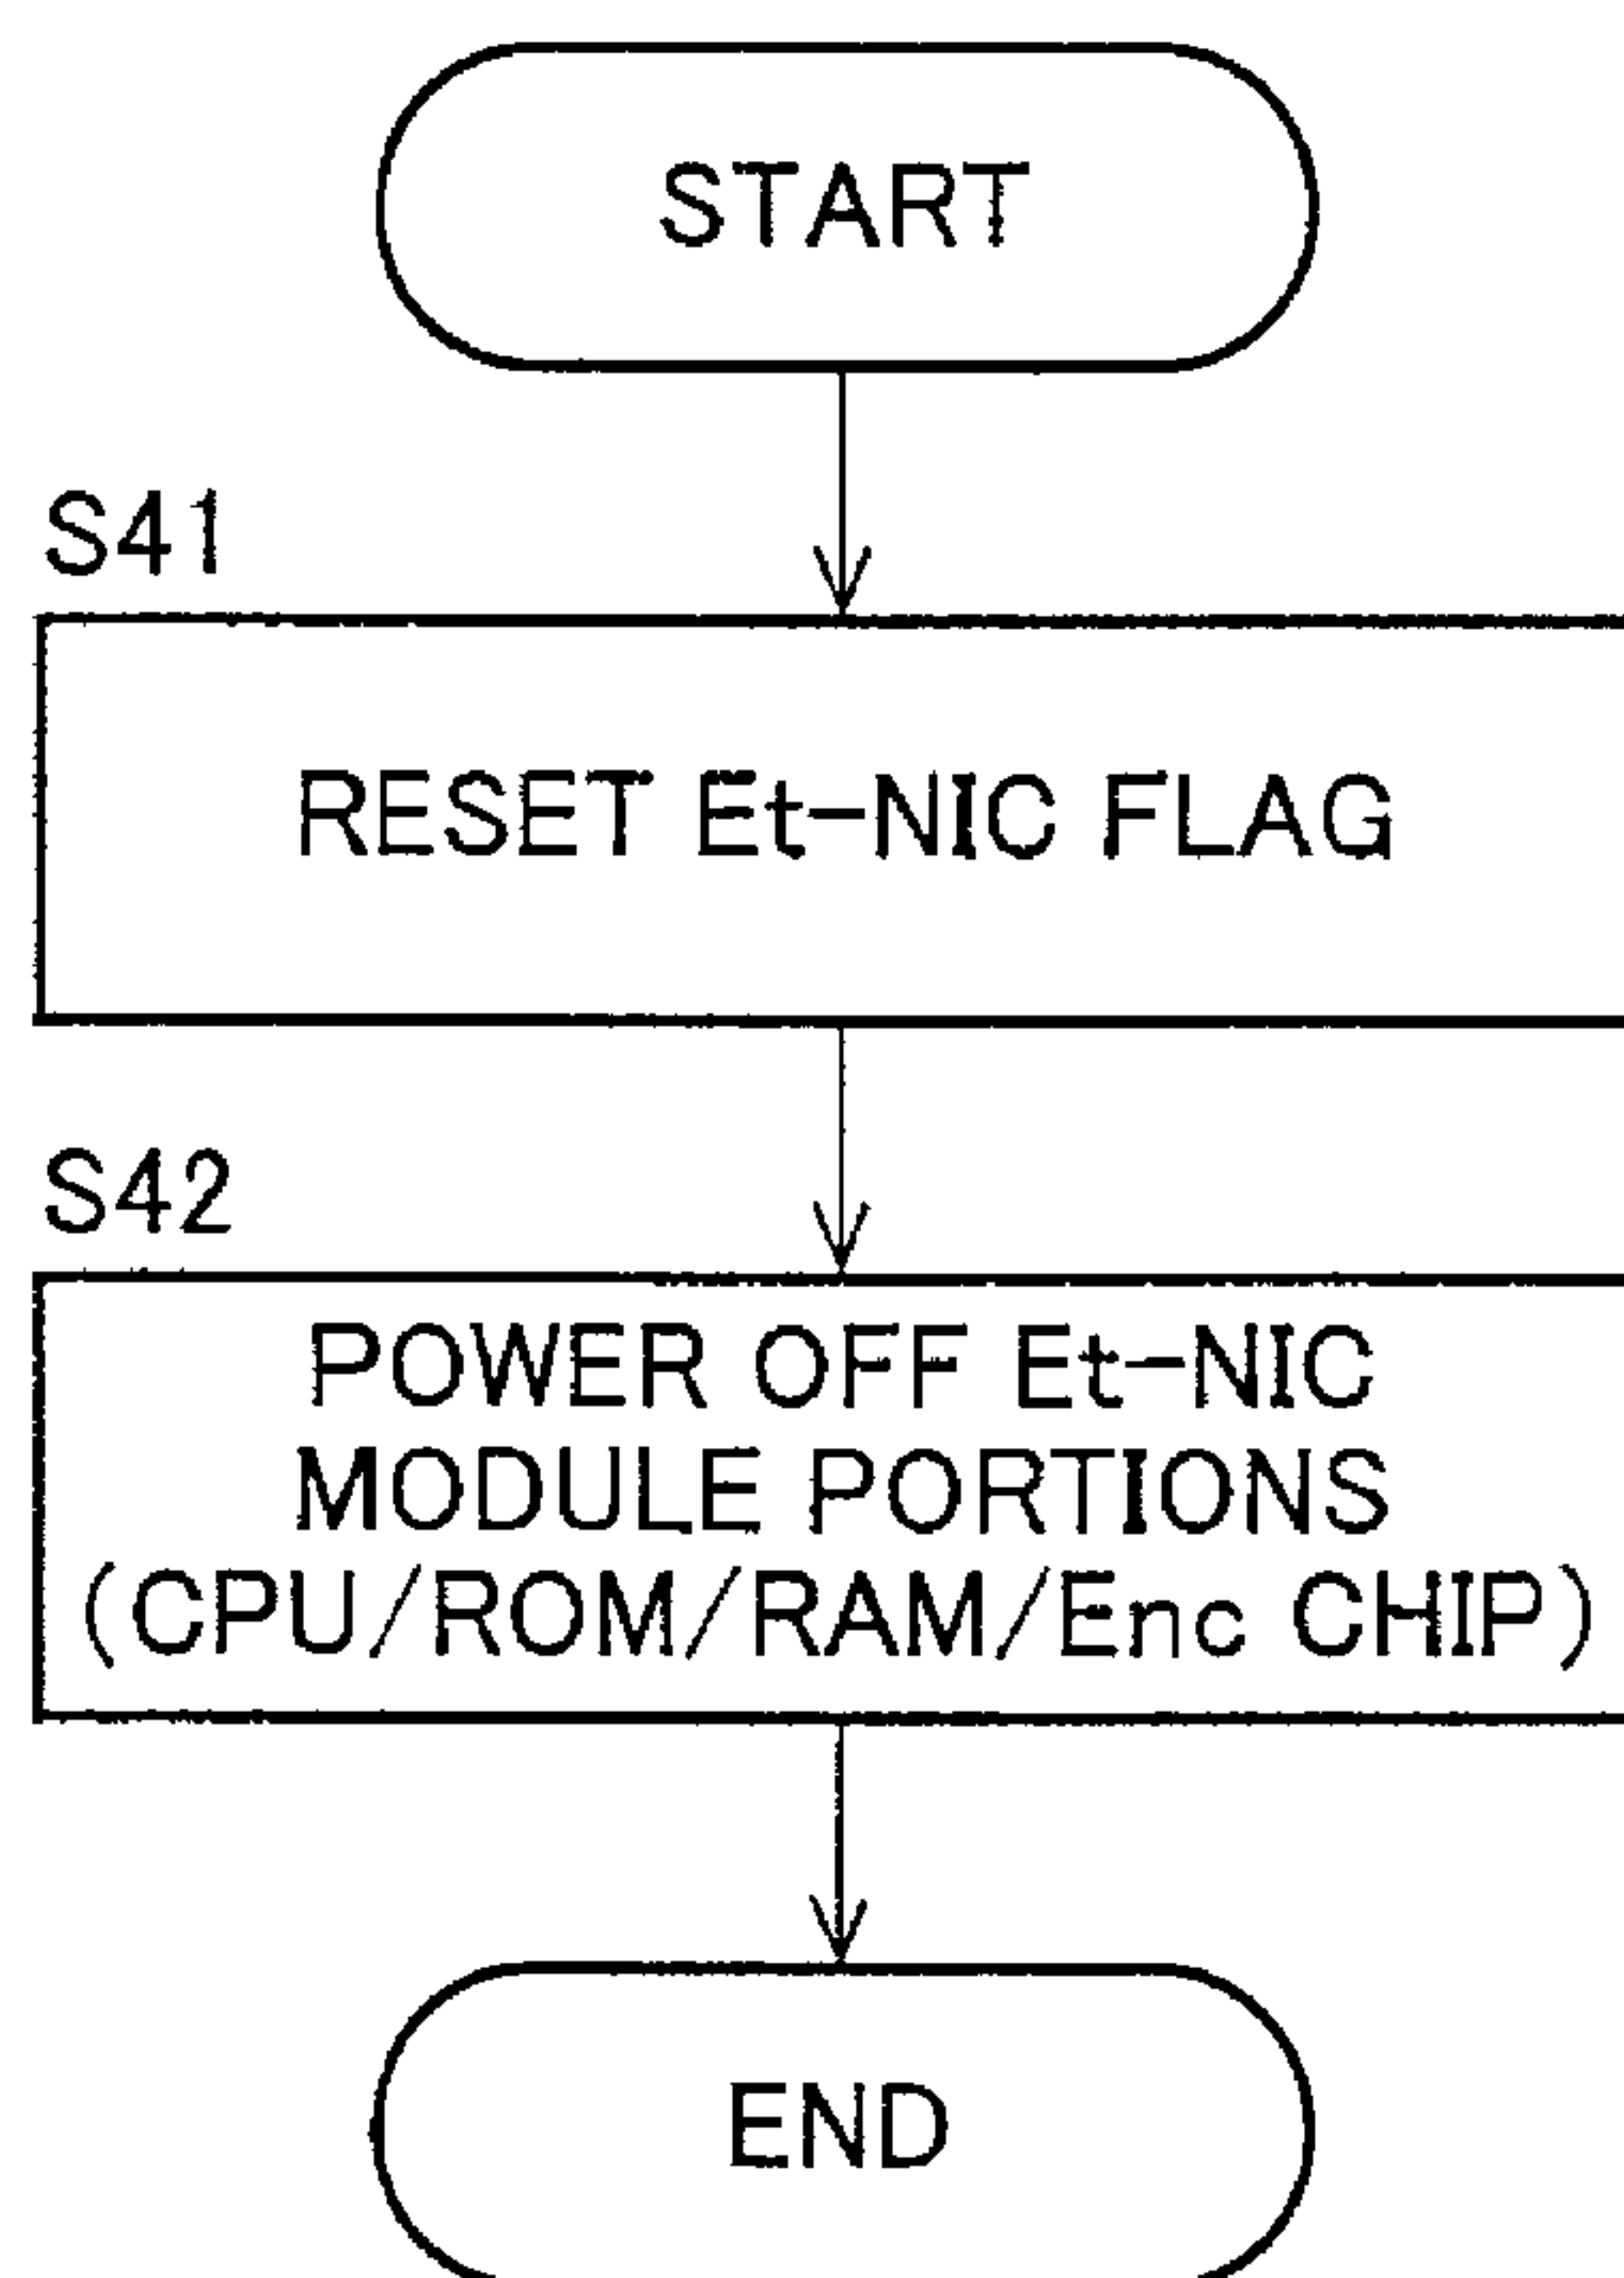 START
S41
RESET Et-NIC FLAG
S42
POWER OFF Et-NIC
MODULE PORTIONS
(CPU/ROM/RAM/Enc CHIP)
END